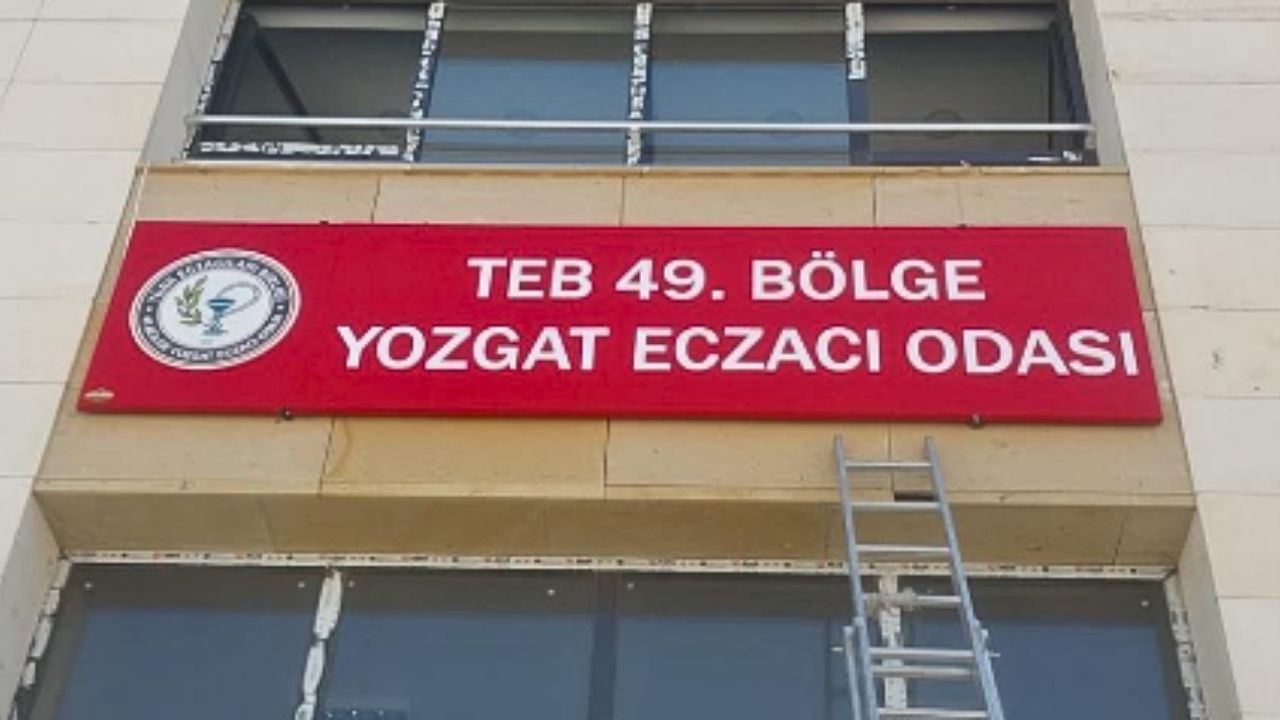 TEB 49. BÖLGE
YOZGAT ECZACI ODASI